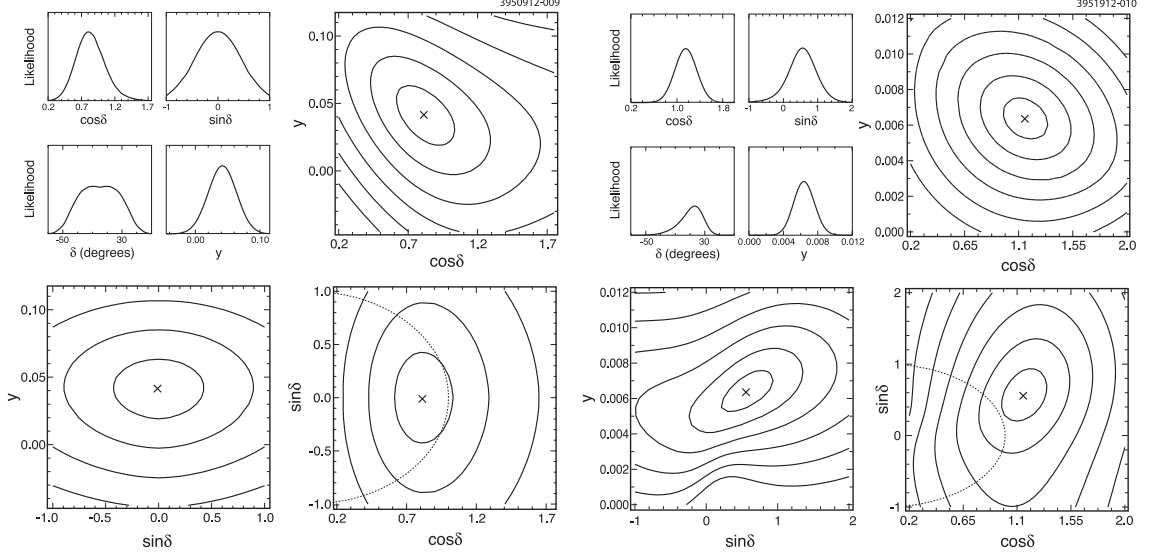 3950912-009
Likelihood
0.2 0.7 1.2 1.7
cosδ
-1 0 1
sinδ
Likelihood
-50 30
δ (degrees)
0.00 0.10
y
y
0.10
0.05
0.00
0.2 0.7 1.2 1.7
cosδ
y
0.10
0.05
0.00
-1.0 -0.5 0.0 0.5 1.0
sinδ
sinδ
1.0
0.5
0.0
-0.5
-1.0
0.2 0.7 1.2 1.7
cosδ
3951912-010
Likelihood
0.2 1.0 1.8
cosδ
-1 0 1 2
sinδ
Likelihood
-50 30
δ (degrees)
0.000 0.004 0.008 0.012
y
y
0.012
0.010
0.008
0.006
0.004
0.002
0.000
0.2 0.65 1.1 1.55 2.0
cosδ
y
0.012
0.010
0.008
0.006
0.004
0.002
0.000
-1 0 1 2
sinδ
sinδ
2
1
0
-1
0.2 0.65 1.1 1.55 2.0
cosδ